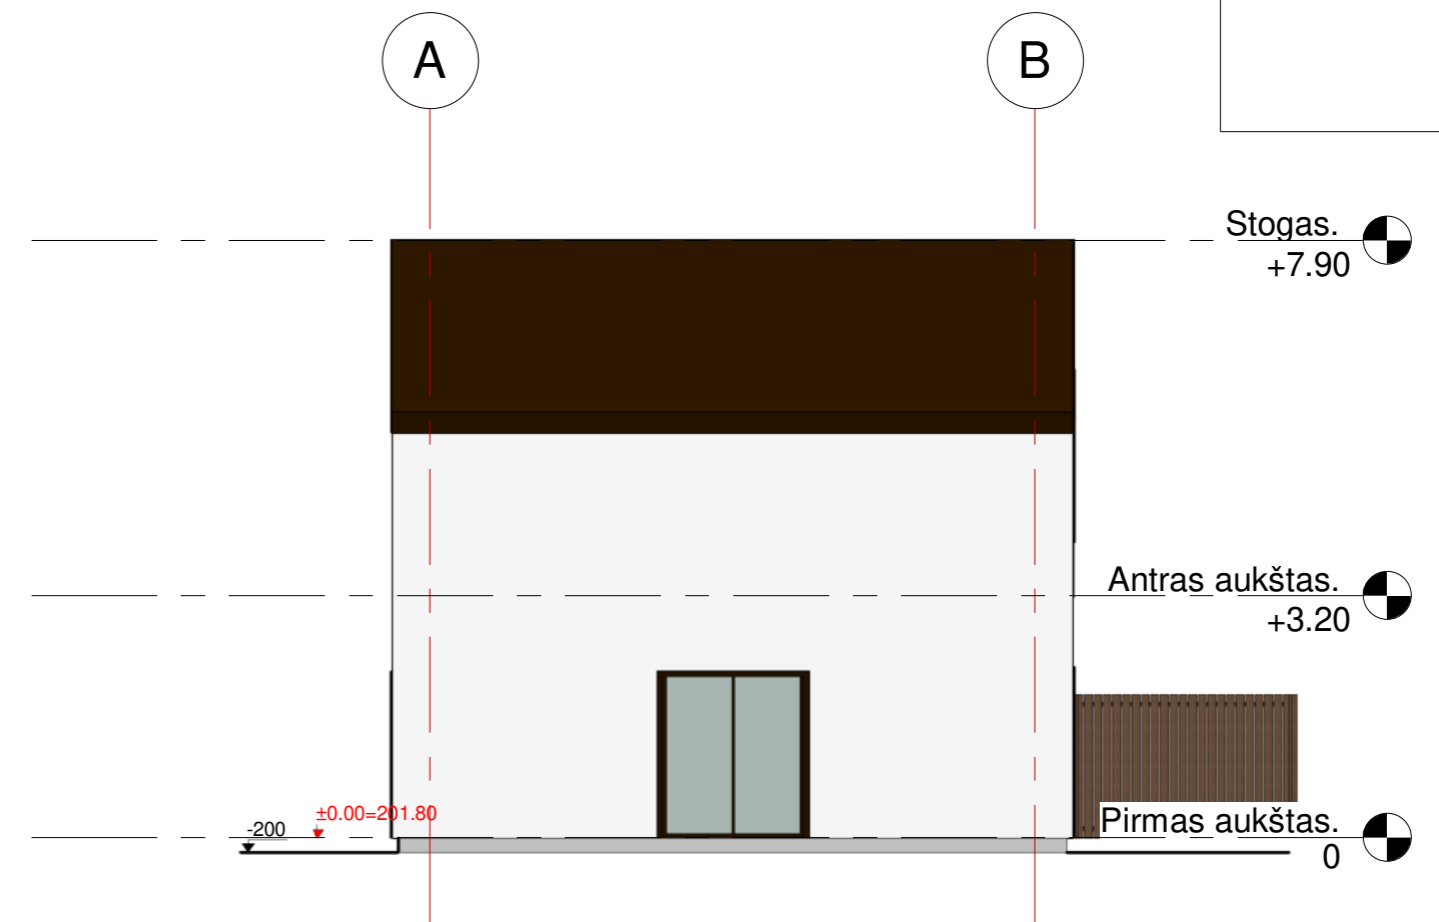 A
B
Stogas.
+7.90
Antras aukštas.
+3.20
±0.00=201.80
-200
Pirmas aukštas.
0